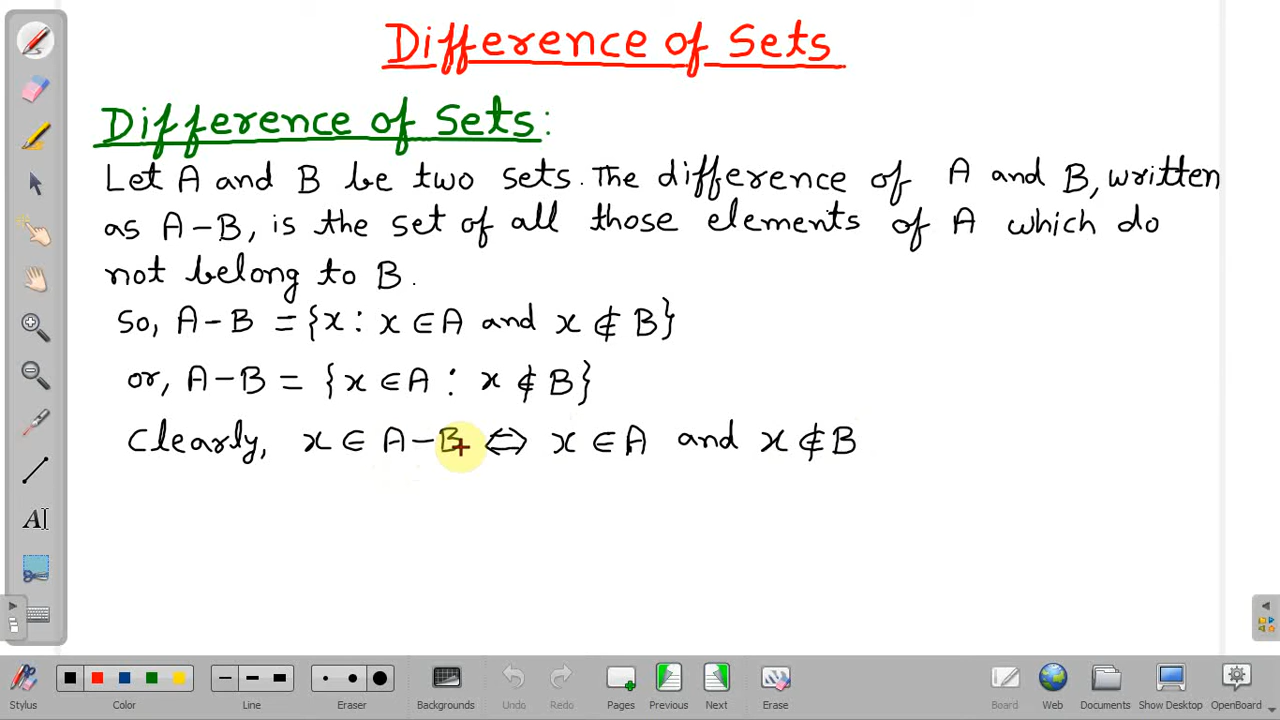 Difference of Sets
Difference of Sets:
Let A and B be two sets. The difference of A and B, written
as A-B, is the set of all those elements of A which do
not belong to B.
So, A-B = {x : x ∈ A and x ∉ B}
or, A-B = {x ∈ A : x ∉ B}
Clearly, x ∈ A-B ⇔ x ∈ A and x ∉ B
AI
Stylus
Color
Line
Eraser
Backgrounds
Undo
Redo
Pages
Previous
Next
Erase
Board
Web
Documents
Show Desktop
OpenBoard